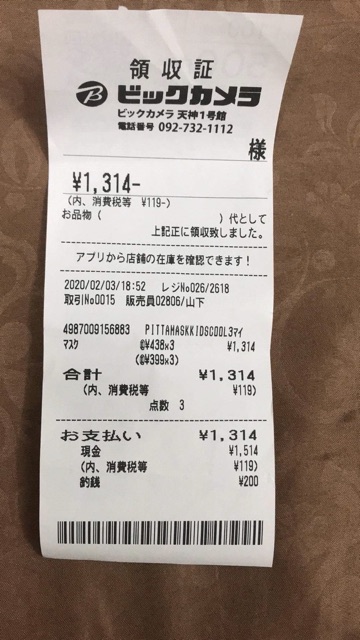 領収証
B ビックカメラ
ビックカメラ 天神1号館
電話番号 092-732-1112
様
¥1,314-
(内、消費税等 ¥119-)
お品物( )代として
上記正に領収致しました。
アプリから店舗の在庫を確認できます!
2020/02/03/18:52 レジNo026/2618
取引No0015 販売員02806/山下
4987009156883 PITTAMASKKIDSCOOL3マイ
マスク @¥438×3 ¥1,314
(@¥399×3)
合計 ¥1,314
(内、消費税等 ¥119)
点数 3
お支払い ¥1,314
現金 ¥1,514
(内、消費税等 ¥119)
釣銭 ¥200